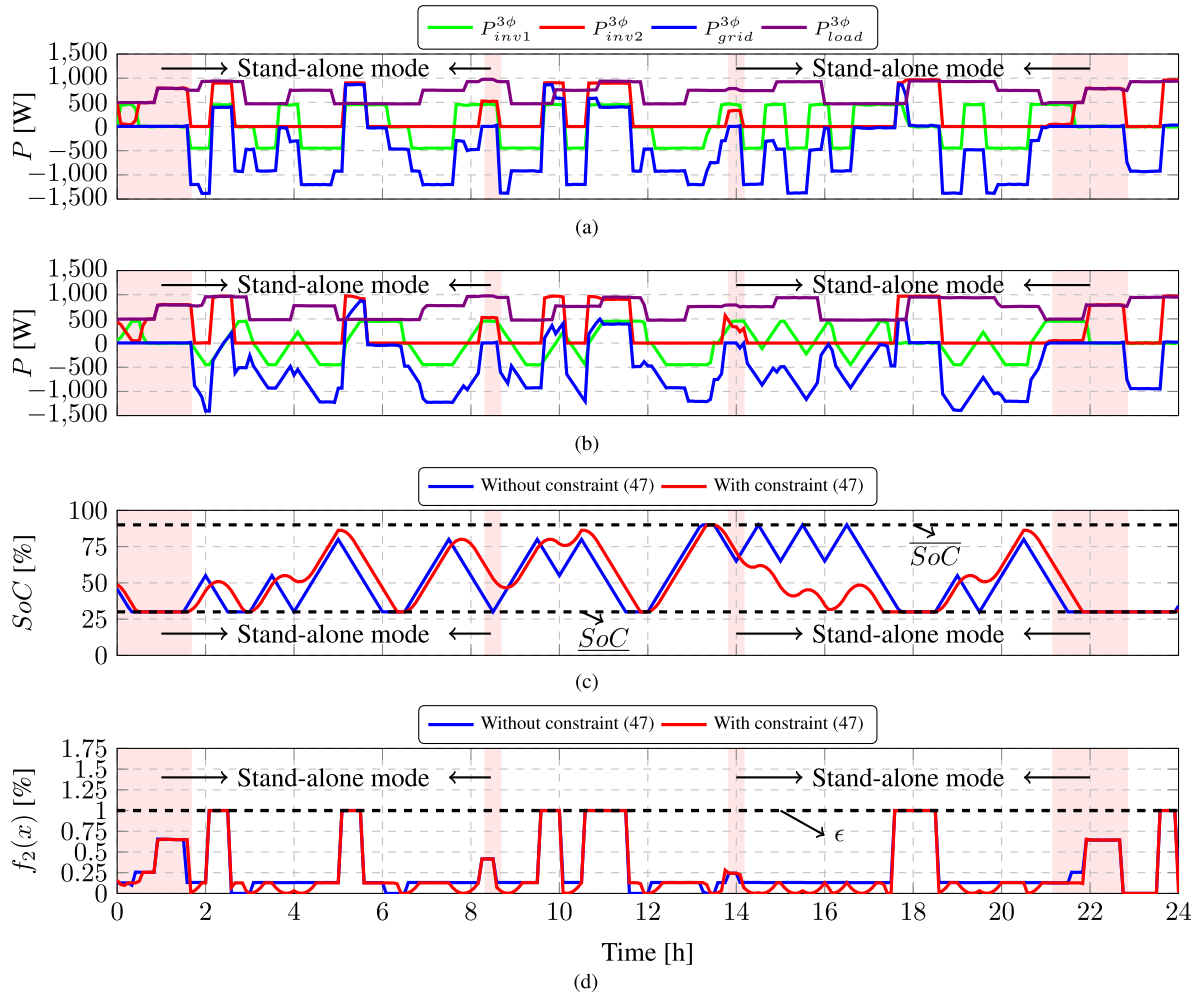 P_{inv1}^{3ϕ} P_{inv2}^{3ϕ} P_{grid}^{3ϕ} P_{load}^{3ϕ}
1,500
1,000
500
0
−500
−1,000
−1,500
P [W]
Stand-alone mode
Stand-alone mode
(a)
1,500
1,000
500
0
−500
−1,000
−1,500
P [W]
Stand-alone mode
Stand-alone mode
(b)
Without constraint (47) With constraint (47)
100
75
50
25
0
SoC [%]
\overline{SoC}
Stand-alone mode
\underline{SoC}
Stand-alone mode
(c)
Without constraint (47) With constraint (47)
1.75
1.5
1.25
1
0.75
0.5
0.25
0
f_2(x) [%]
Stand-alone mode
Stand-alone mode
ϵ
0 2 4 6 8 10 12 14 16 18 20 22 24
Time [h]
(d)